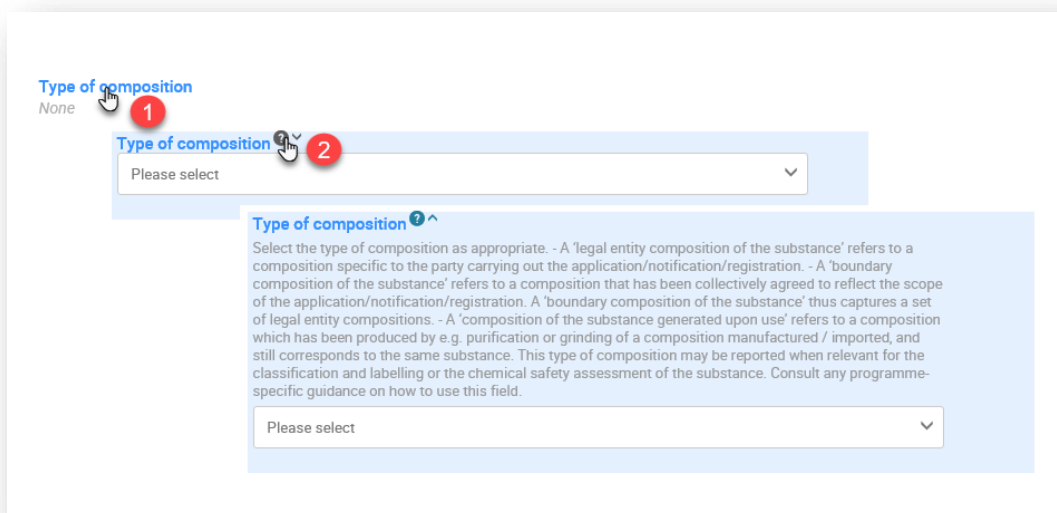 Type of composition
None
1
Type of composition ?
2
Please select
Type of composition ?
Select the type of composition as appropriate. - A ‘legal entity composition of the substance’ refers to a
composition specific to the party carrying out the application/notification/registration. - A ‘boundary
composition of the substance’ refers to a composition that has been collectively agreed to reflect the scope
of the application/notification/registration. A ‘boundary composition of the substance’ thus captures a set
of legal entity compositions. - A ‘composition of the substance generated upon use’ refers to a composition
which has been produced by e.g. purification or grinding of a composition manufactured / imported, and
still corresponds to the same substance. This type of composition may be reported when relevant for the
classification and labelling or the chemical safety assessment of the substance. Consult any programme-
specific guidance on how to use this field.
Please select